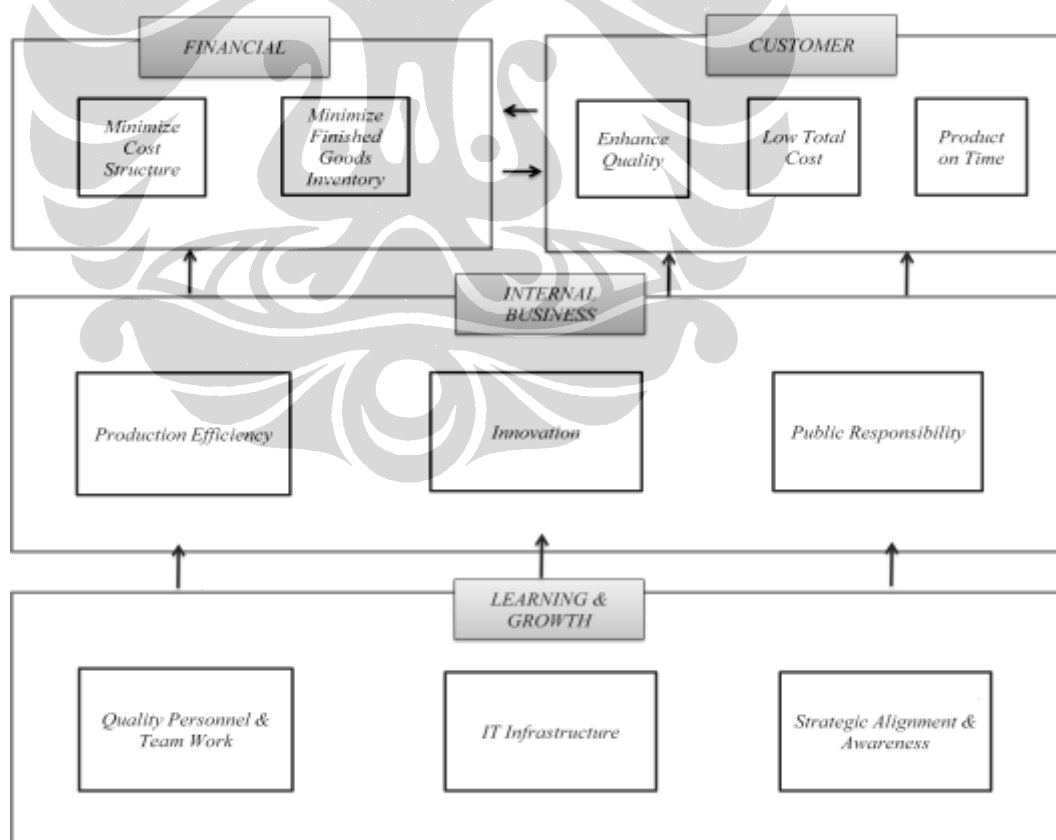 FINANCIAL
Minimize
Cost
Structure
Minimize
Finished
Goods
Inventory
CUSTOMER
Enhance
Quality
Low Total
Cost
Product
on Time
INTERNAL
BUSINESS
Production Efficiency
Innovation
Public Responsibility
LEARNING &
GROWTH
Quality Personnel &
Team Work
IT Infrastructure
Strategic Alignment &
Awareness